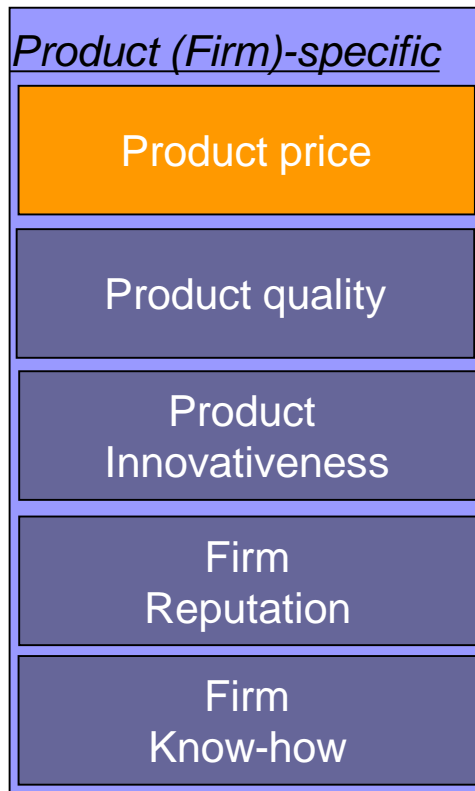 Product (Firm)-specific
Product price
Product quality
Product
Innovativeness
Firm
Reputation
Firm
Know-how